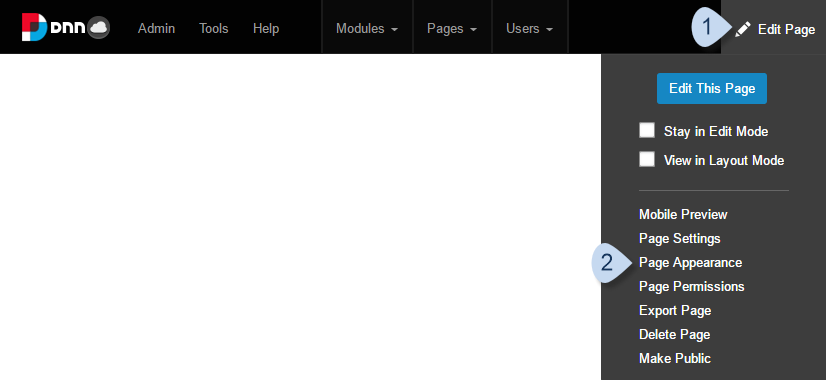 DNN Admin Tools Help Modules Pages Users 1 Edit Page
Edit This Page
Stay in Edit Mode
View in Layout Mode
Mobile Preview
Page Settings
2 Page Appearance
Page Permissions
Export Page
Delete Page
Make Public